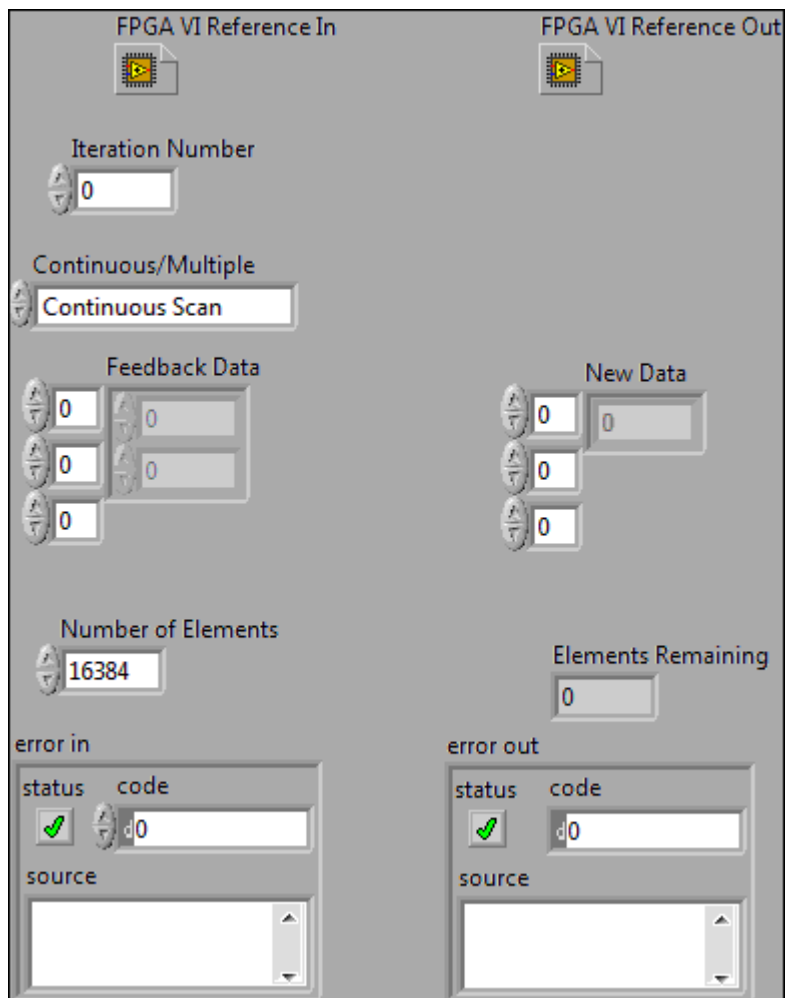 FPGA VI Reference In
FPGA VI Reference Out
Iteration Number
0
Continuous/Multiple
Continuous Scan
Feedback Data
0
0
0
0
0
New Data
0
0
0
0
Number of Elements
16384
Elements Remaining
0
error in
status code
d0
source
error out
status code
d0
source